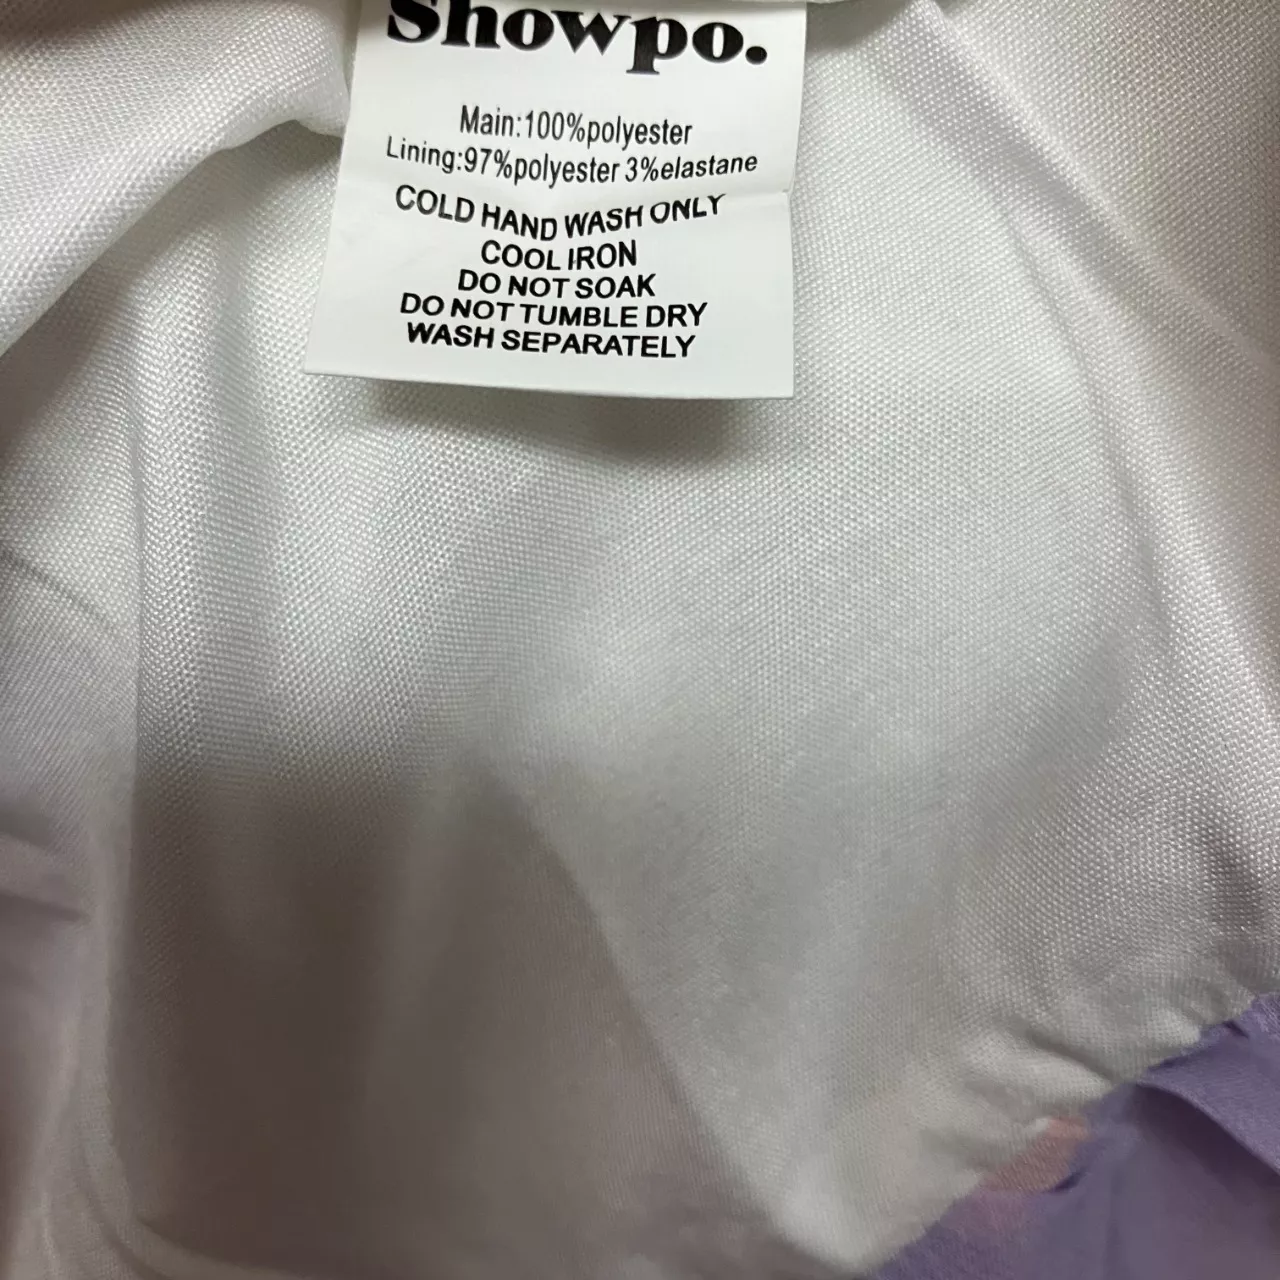 Showpo.
Main:100%polyester
Lining:97%polyester 3%elastane
COLD HAND WASH ONLY
COOL IRON
DO NOT SOAK
DO NOT TUMBLE DRY
WASH SEPARATELY